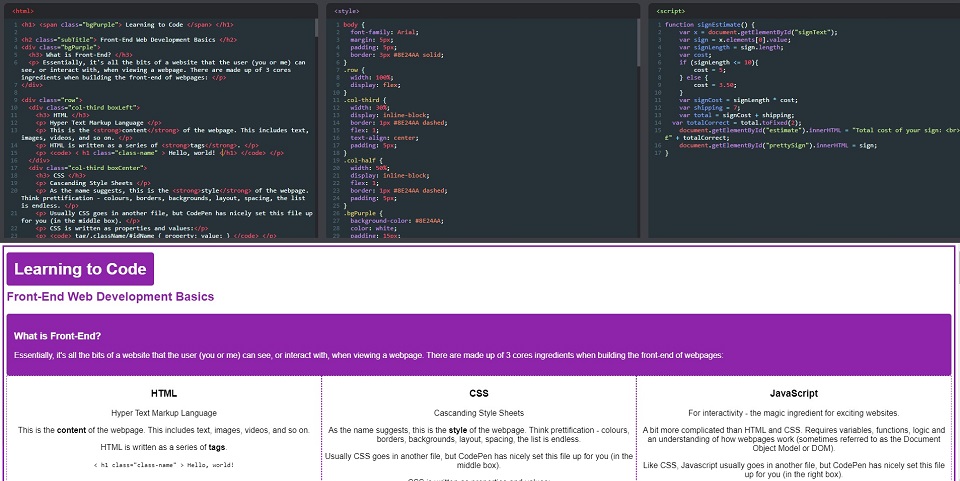 <html>
1 <h1> <span class="bgPurple"> Learning to Code </span> </h1>
2
3 <h2 class="subTitle"> Front-End Web Development Basics </h2>
4 <div class="bgPurple">
5 <h3> What is Front-End? </h3>
6 <p> Essentially, it's all the bits of a website that the user (you or me) can
see, or interact with, when viewing a webpage. There are made up of 3 cores
ingredients when building the front-end of webpages: </p>
7 </div>
8
9 <div class="row">
10 <div class="col-third boxLeft">
11 <h3> HTML </h3>
12 <p> Hyper Text Markup Language </p>
13 <p> This is the <strong>content</strong> of the webpage. This includes text,
images, videos, and so on. </p>
14 <p> HTML is written as a series of <strong>tags</strong>. </p>
15 <p> <code> < h1 class="class-name" > Hello, world! </h1> </code> </p>
16 </div>
17 <div class="col-third boxCenter">
18 <h3> CSS </h3>
19 <p> Cascading Style Sheets </p>
20 <p> As the name suggests, this is the <strong>style</strong> of the webpage.
Think prettification - colours, borders, backgrounds, layout, spacing, the list
is endless. </p>
21 <p> Usually CSS goes in another file, but CodePen has nicely set this file up
for you (in the middle box). </p>
22 <p> CSS is written as properties and values:</p>
23 <p> <code> tag/.className/#idName { property: value; } </code> </p>
<style>
1 body {
2 font-family: Arial;
3 margin: 5px;
4 padding: 5px;
5 border: 3px #8E24AA solid;
6 }
7 .row {
8 width: 100%;
9 display: flex;
10 }
11 .col-third {
12 width: 30%;
13 display: inline-block;
14 border: 1px #8E24AA dashed;
15 flex: 1;
16 text-align: center;
17 padding: 5px;
18 }
19 .col-half {
20 width: 50%;
21 display: inline-block;
22 flex: 1;
23 border: 1px #8E24AA dashed;
24 padding: 5px;
25 }
26 .bgPurple {
27 background-color: #8E24AA;
28 color: white;
29 padding: 15px;
<script>
1 function signEstimate() {
2 var x = document.getElementById("signText");
3 var sign = x.elements[0].value;
4 var signLength = sign.length;
5 var cost;
6 if (signLength <= 10){
7 cost = 5;
8 } else {
9 cost = 3.50;
10 }
11 var signCost = signLength * cost;
12 var shipping = 7;
13 var total = signCost + shipping;
14 var totalCorrect = total.toFixed(2);
15 document.getElementById("estimate").innerHTML = "Total cost of your sign: <br>
£" + totalCorrect;
16 document.getElementById("prettySign").innerHTML = sign;
17 }
Learning to Code
Front-End Web Development Basics
What is Front-End?
Essentially, it's all the bits of a website that the user (you or me) can see, or interact with, when viewing a webpage. There are made up of 3 cores ingredients when building the front-end of webpages:
HTML
Hyper Text Markup Language
This is the content of the webpage. This includes text, images, videos, and so on.
HTML is written as a series of tags.
< h1 class="class-name" > Hello, world!
CSS
Cascanding Style Sheets
As the name suggests, this is the style of the webpage. Think prettification - colours,
borders, backgrounds, layout, spacing, the list is endless.
Usually CSS goes in another file, but CodePen has nicely set this file up for you (in the
middle box).
CSS is written as properties and values:
JavaScript
For interactivity - the magic ingredient for exciting websites.
A bit more complicated than HTML and CSS. Requires variables, functions, logic and
an understanding of how webpages work (sometimes referred to as the Document
Object Model or DOM).
Like CSS, Javascript usually goes in another file, but CodePen has nicely set this file
up for you (in the right box).